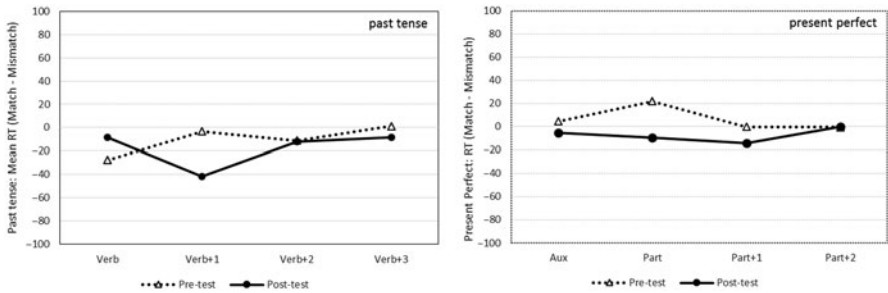 past tense
Past tense: Mean RT (Match - Mismatch)
100
80
60
40
20
0
−20
−40
−60
−80
−100
Verb
Verb+1
Verb+2
Verb+3
Pre-test
Post-test
present perfect
Present Perfect: RT (Match - Mismatch)
100
80
60
40
20
0
−20
−40
−60
−80
−100
Aux
Part
Part+1
Part+2
Pre-test
Post-test